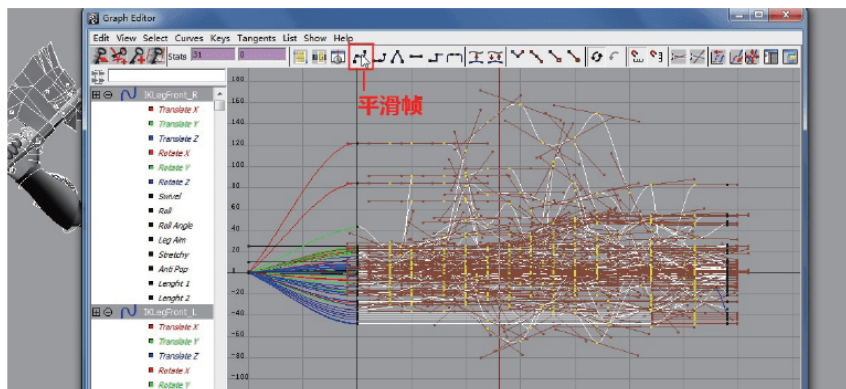 Graph Editor
Edit View Select Curves Keys Tangents List Show Help
Stats 31 0
平滑帧
IKLegFront_R
Translate X
Translate Y
Translate Z
Rotate X
Rotate Y
Rotate Z
Swivel
Roll
Roll Angle
Leg Aim
Stretchy
Anti Pop
Lenght 1
Lenght 2
IKLegFront_L
Translate X
Translate Y
Translate Z
Rotate X
Rotate Y
180
160
140
120
100
80
60
40
20
-20
-40
-60
-80
-100